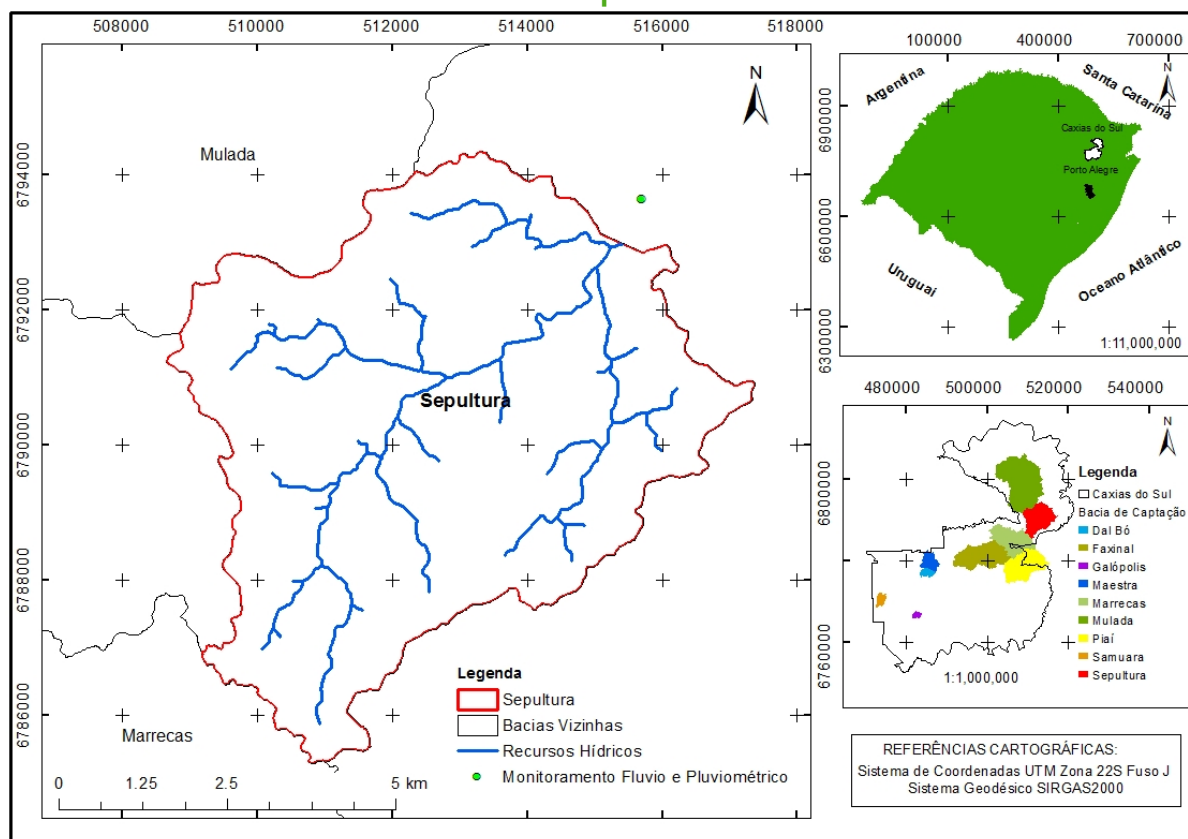 508000 510000 512000 514000 516000 518000
6794000
6792000
6790000
6788000
6786000
N
Mulada
Sepultura
Marrecas
Legenda
Sepultura
Bacias Vizinhas
Recursos Hídricos
Monitoramento Fluvio e Pluviométrico
0 1.25 2.5 5 km
100000 400000 700000
6900000
6600000
6300000
N
Argentina
Santa Catarina
Caxias do Sul
Porto Alegre
Uruguai
Oceano Atlântico
1:11,000,000
480000 500000 520000 540000
6800000
6760000
N
Legenda
Caxias do Sul
Bacia de Captação
Dal Bó
Faxinal
Galópolis
Maestra
Marrecas
Mulada
Piaí
Samuara
Sepultura
1:1,000,000
REFERÊNCIAS CARTOGRÁFICAS:
Sistema de Coordenadas UTM Zona 22S Fuso J
Sistema Geodésico SIRGAS2000